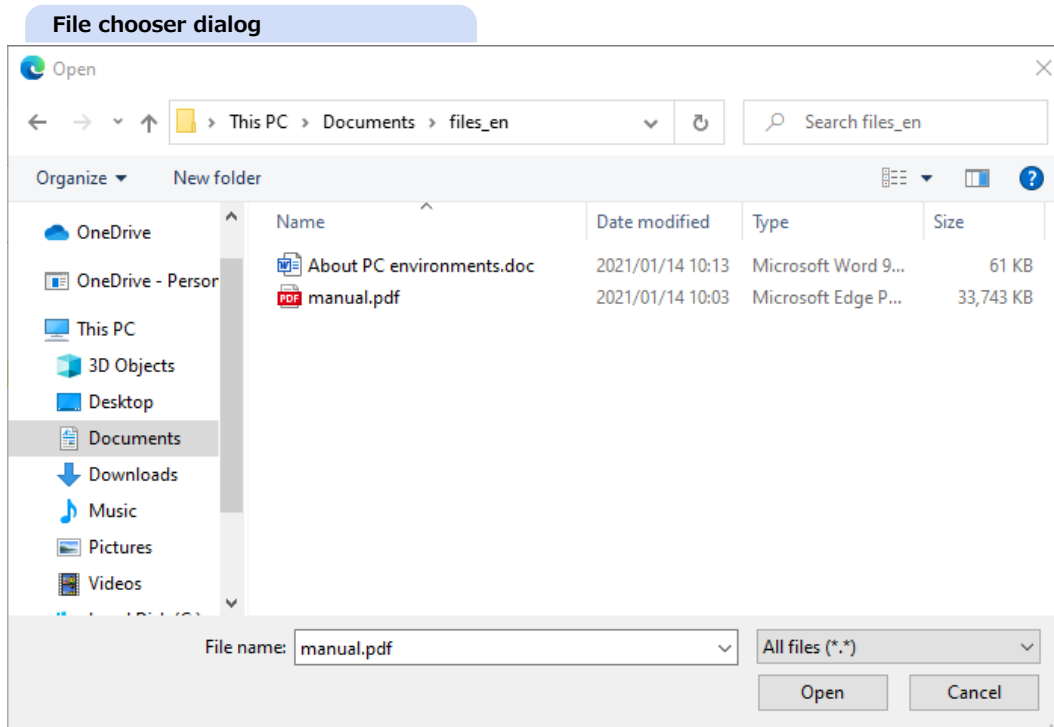 File chooser dialog
Open
This PC > Documents > files_en
Search files_en
Organize New folder
?
Name Date modified Type Size
OneDrive
OneDrive - Person
This PC
3D Objects
Desktop
Documents
Downloads
Music
Pictures
Videos
About PC environments.doc 2021/01/14 10:13 Microsoft Word 9... 61 KB
PDF manual.pdf 2021/01/14 10:03 Microsoft Edge P... 33,743 KB
File name: manual.pdf All files (*.*)
Open Cancel